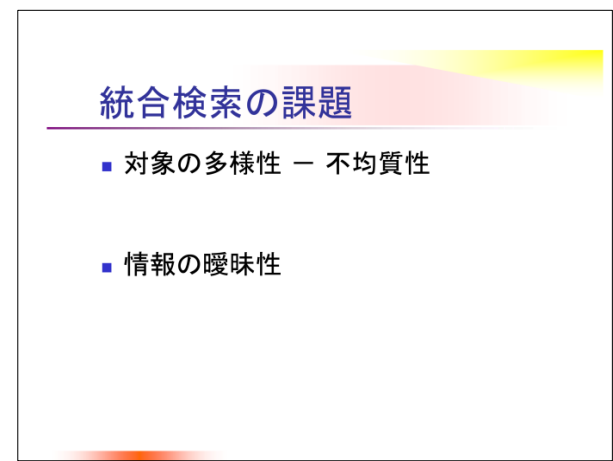 統合検索の課題
対象の多様性 － 不均質性
情報の曖昧性